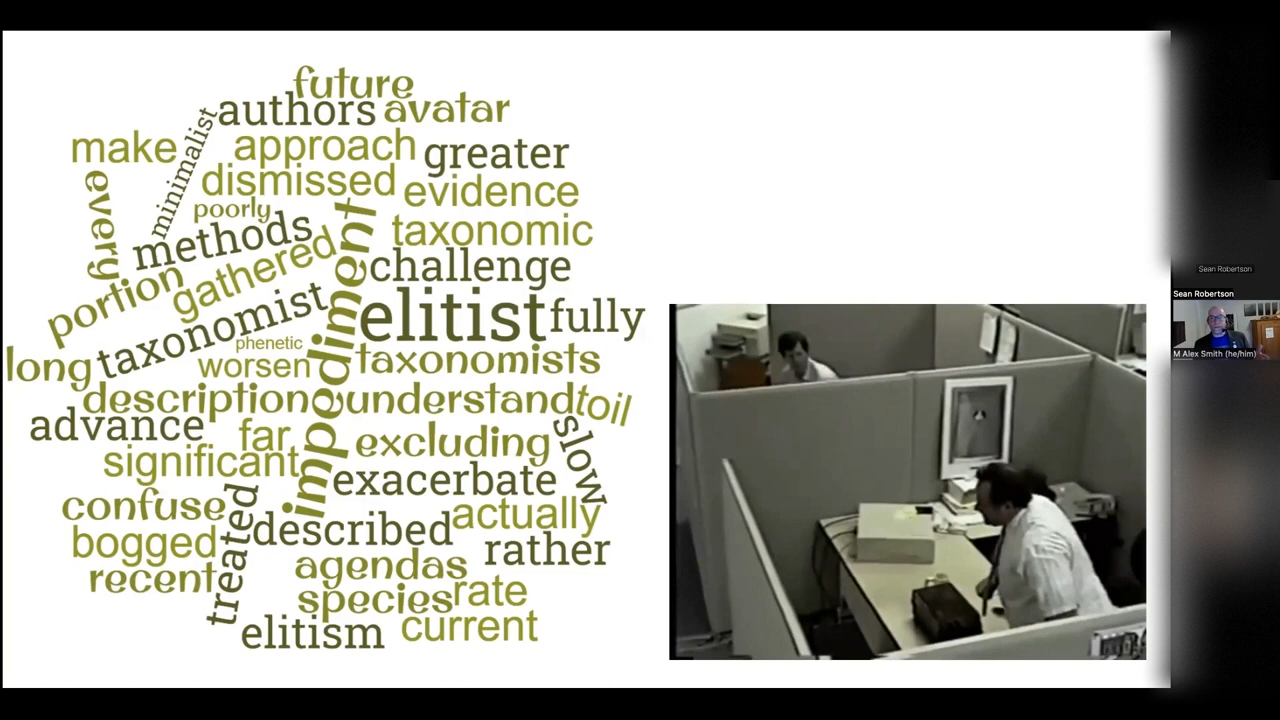 future
authors avatar
minimalist
make approach greater
every
dismissed evidence
poorly
methods taxonomic
gathered
portion challenge
impediment
taxonomist elitist fully
phenetic
long worsen taxonomists
description understand toil
advance far excluding slow
significant exacerbate
confuse actually
treated described
bogged rather
recent agendas
species rate
elitism current
Sean Robertson
Sean Robertson
M Alex Smith (he/him)